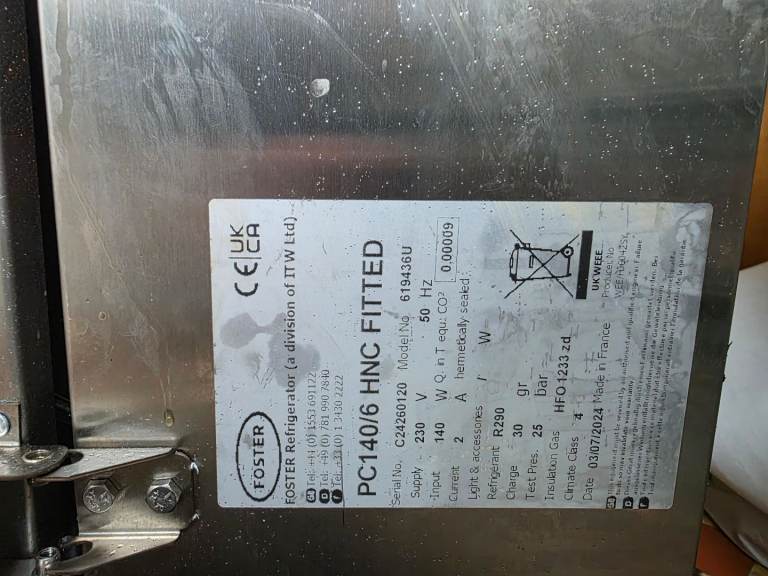 FOSTER
CE UK CA
FOSTER Refrigerator (a division of ITW Ltd)
GB Tel: +44 (0) 1553 691122
D Tel: +49 (0) 781 990 7840
F Tel: +33 (0) 1 3430 2222
PC140/6 HNC FITTED
Serial No. C24260120 Model No 619436U
Supply 230 V 50 Hz
Input 140 W Q. in T equ. CO² 0,00009
Current 2 A hermetically sealed
Light & accessories / W
Refrigerant R290
Charge 30 gr
Test Pres. 25 bar
Insulation Gas HFO 1233 zd
Climate Class 4
Date 03/07/2024 Made in France
UK WEEE
Producer No
GB
D
F